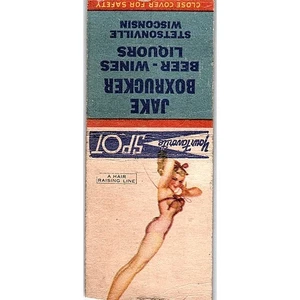 CLOSE COVER FOR SAFETY
JAKE
BOXRUCKER
BEER - WINES
LIQUORS
STETSONVILLE
WISCONSIN
Your Favorite
SPOT
A HAIR
RAISING LINE